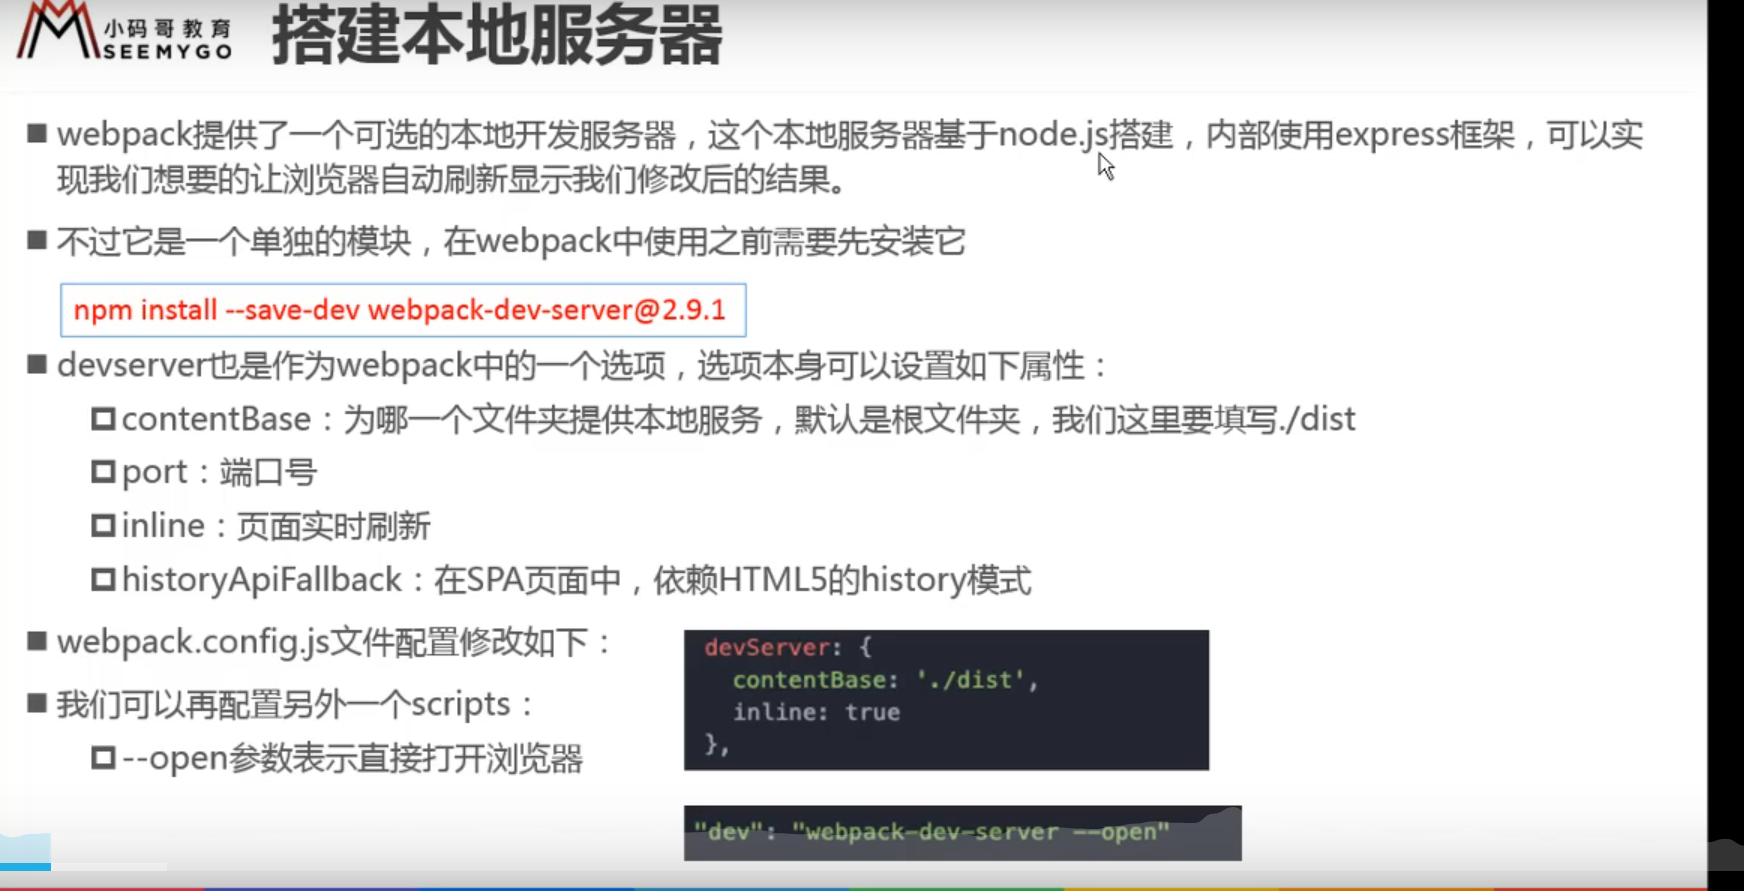 小码哥教育
SEEMYGO
搭建本地服务器
webpack提供了一个可选的本地开发服务器，这个本地服务器基于node.js搭建，内部使用express框架，可以实
现我们想要的让浏览器自动刷新显示我们修改后的结果。
不过它是一个单独的模块，在webpack中使用之前需要先安装它
npm install --save-dev webpack-dev-server@2.9.1
devserver也是作为webpack中的一个选项，选项本身可以设置如下属性：
contentBase：为哪一个文件夹提供本地服务，默认是根文件夹，我们这里要填写./dist
port：端口号
inline：页面实时刷新
historyApiFallback：在SPA页面中，依赖HTML5的history模式
webpack.config.js文件配置修改如下：
我们可以再配置另外一个scripts：
--open参数表示直接打开浏览器
devServer: {
contentBase: './dist',
inline: true
},
"dev": "webpack-dev-server --open"